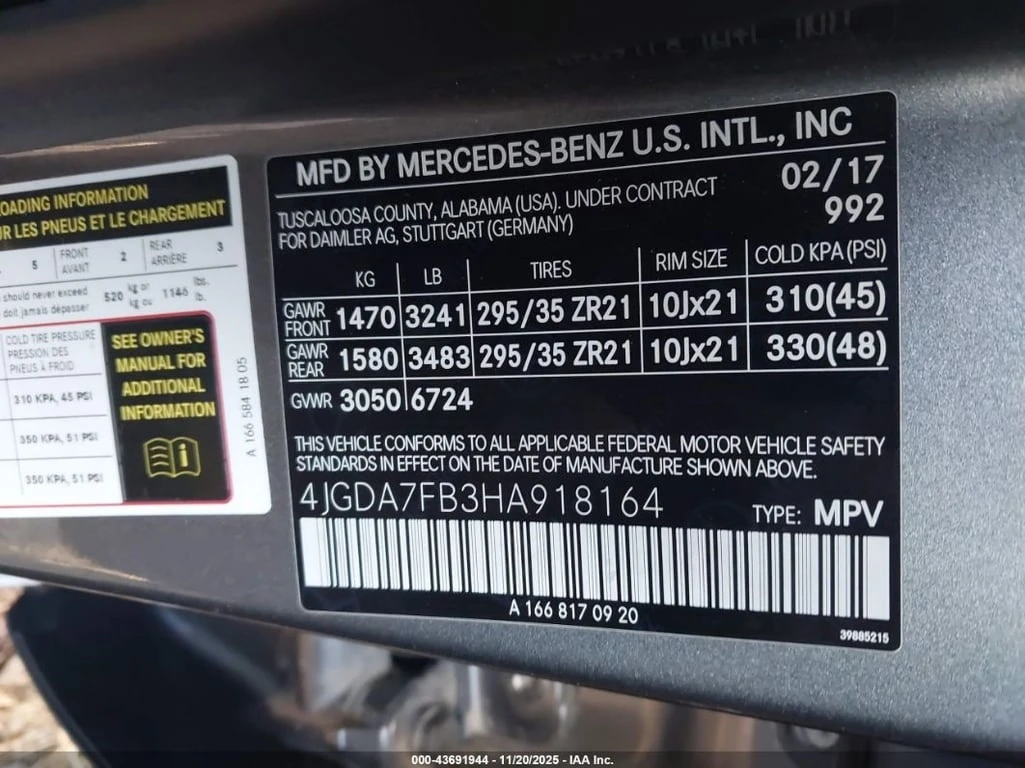 LOADING INFORMATION
R LES PNEUS ET LE CHARGEMENT
5 FRONT AVANT 2 REAR ARRIÈRE 3
should never exceed 520 kg or 1146 lbs.
doit jamais dépasser kg ou lb.
COLD TIRE PRESSURE
PRESSION DES
PNEUS À FROID
310 KPA, 45 PSI
350 KPA, 51 PSI
350 KPA, 51 PSI
SEE OWNER'S
MANUAL FOR
ADDITIONAL
INFORMATION
A 166 584 18 05
MFD BY MERCEDES-BENZ U.S. INTL., INC
TUSCALOOSA COUNTY, ALABAMA (USA). UNDER CONTRACT
FOR DAIMLER AG, STUTTGART (GERMANY)
02/17
992
KG LB TIRES RIM SIZE COLD KPA (PSI)
GAWR FRONT 1470 3241 295/35 ZR21 10Jx21 310(45)
GAWR REAR 1580 3483 295/35 ZR21 10Jx21 330(48)
GVWR 3050 6724
THIS VEHICLE CONFORMS TO ALL APPLICABLE FEDERAL MOTOR VEHICLE SAFETY
STANDARDS IN EFFECT ON THE DATE OF MANUFACTURE SHOWN ABOVE.
4JGDA7FB3HA918164 TYPE: MPV
A 166 817 09 20
39885215
000-43691944 - 11/20/2025 - IAA Inc.